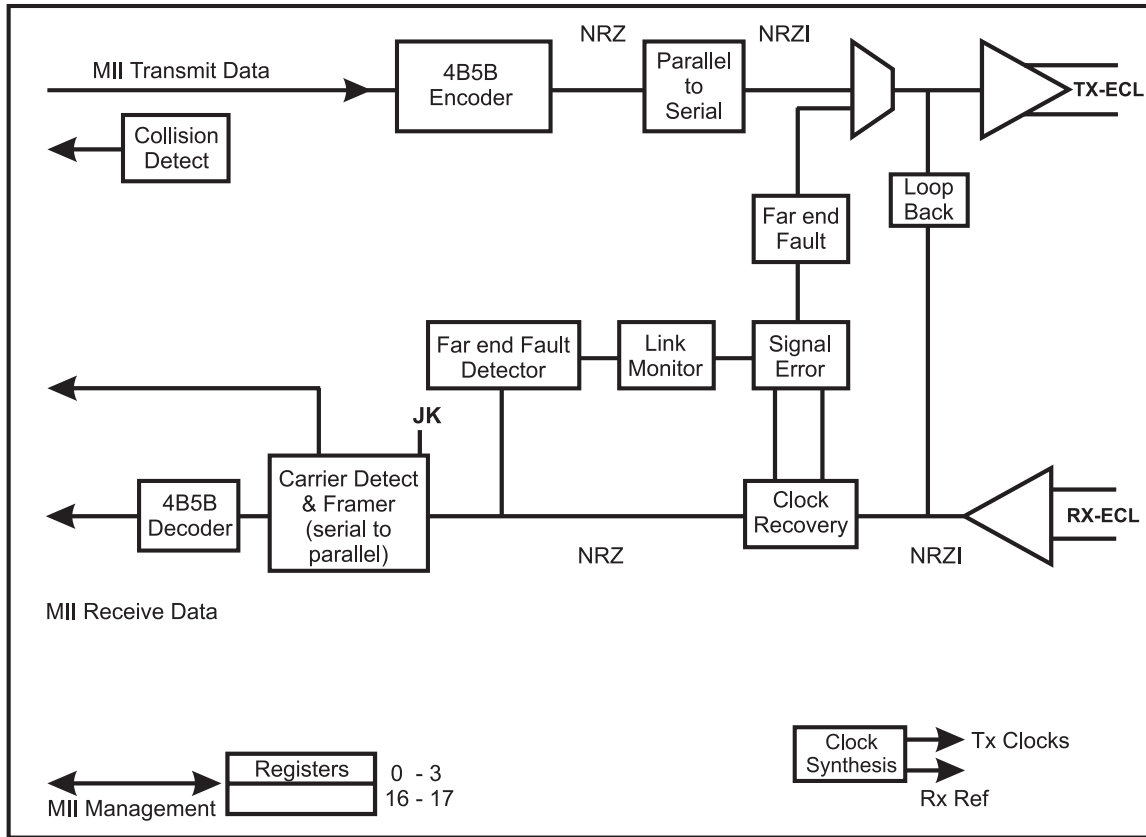 NRZ
NRZI
MII Transmit Data
4B5B
Encoder
Parallel
to
Serial
TX-ECL
Collision
Detect
Loop
Back
Far end
Fault
Far end Fault
Detector
Link
Monitor
Signal
Error
JK
4B5B
Decoder
Carrier Detect
& Framer
(serial to
parallel)
Clock
Recovery
RX-ECL
NRZ
NRZI
MII Receive Data
Registers
0 - 3
16 - 17
MII Management
Clock
Synthesis
Tx Clocks
Rx Ref